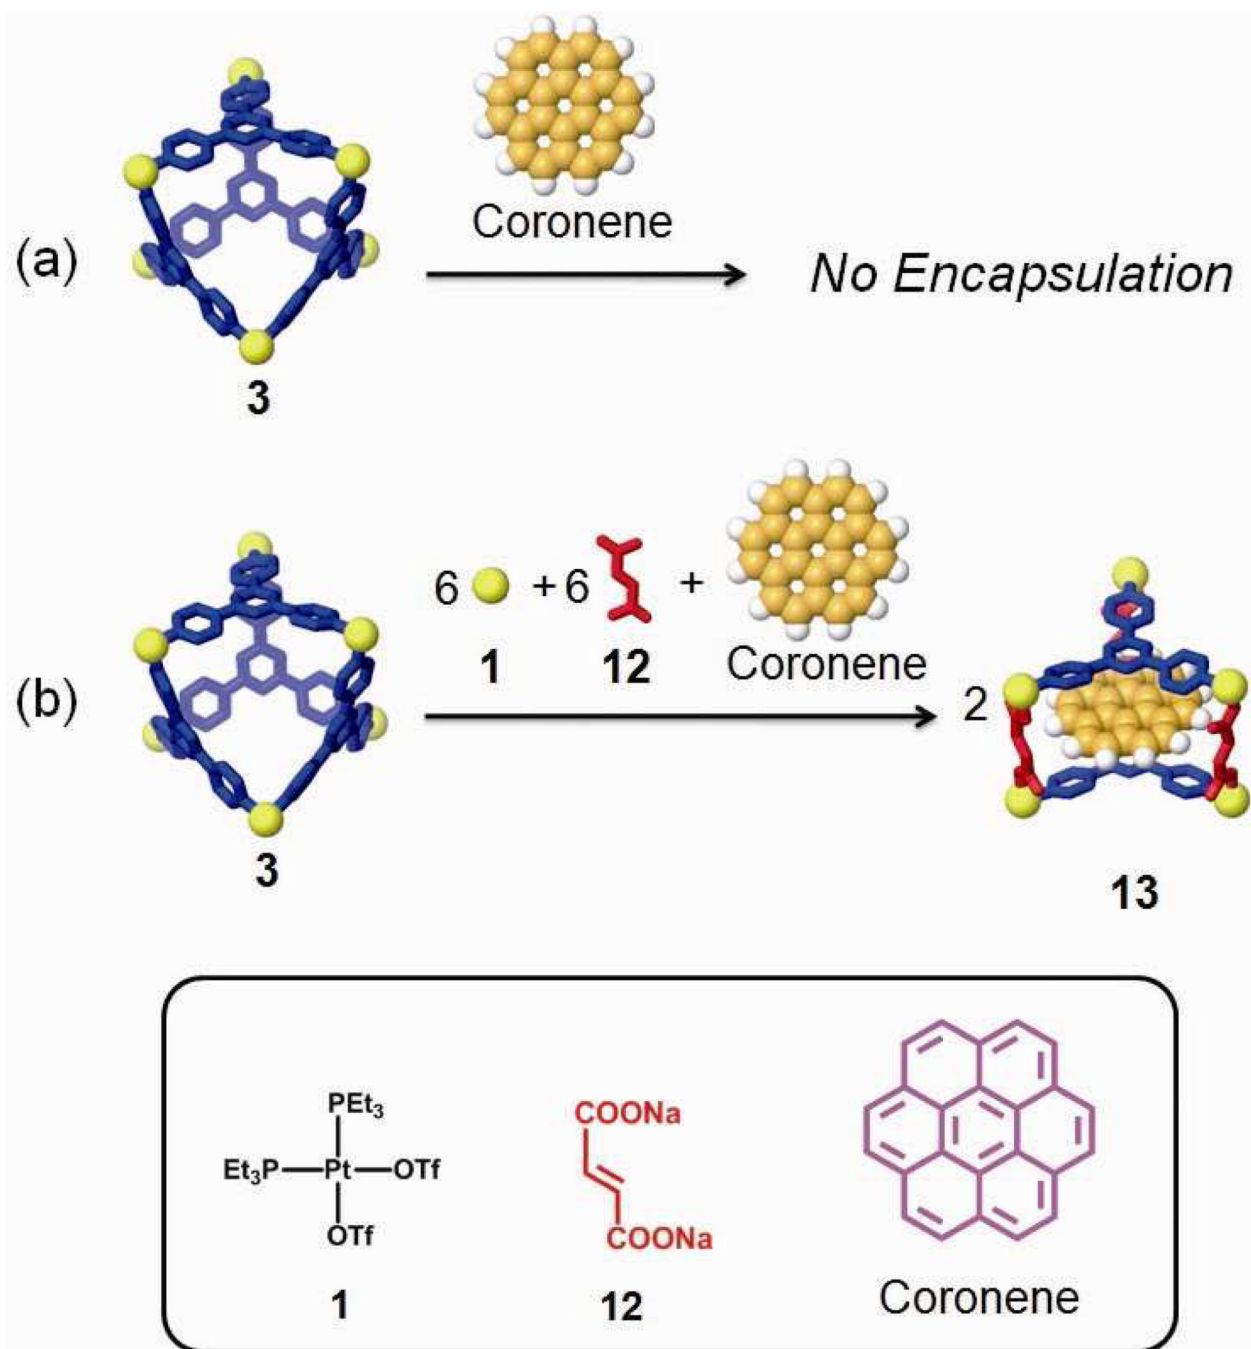 Coronene
(a)
No Encapsulation
3
6 + 6 +
1 12 Coronene
(b)
2
3
13
PEt3
Et3P—Pt—OTf
OTf
1
COONa
COONa
12
Coronene